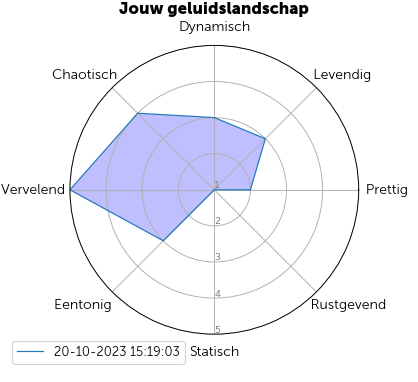 Jouw geluidslandschap
Dynamisch
Chaotisch
Levendig
Vervelend
1
Prettig
2
3
4
Eentonig
Rustgevend
5
20-10-2023 15:19:03
Statisch